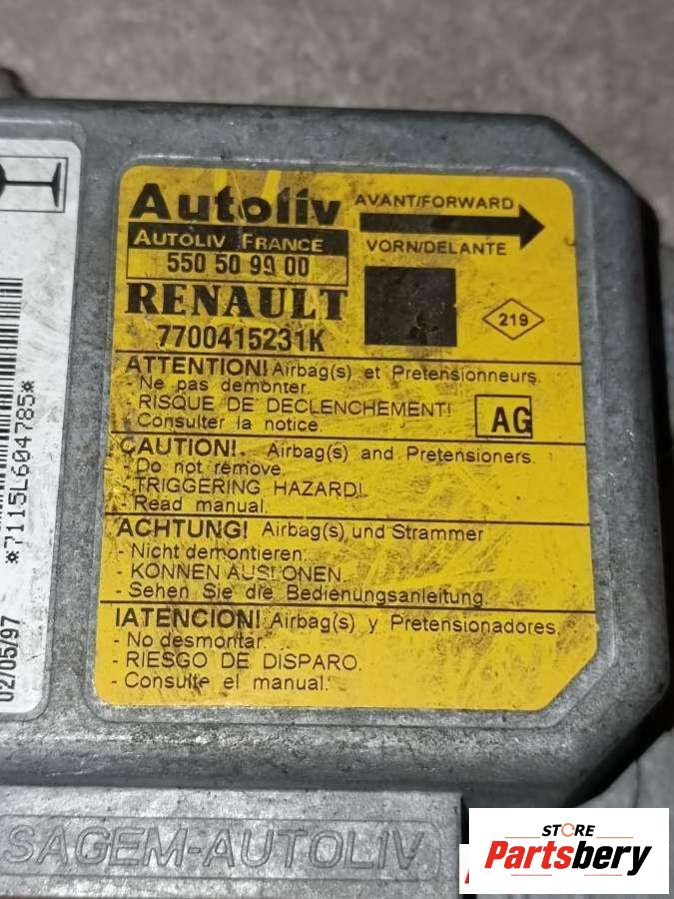 Autoliv
AUTOLIV FRANCE
550 50 99 00
AVANT/FORWARD
VORN/DELANTE
RENAULT
7700415231K
219
ATTENTION! Airbag(s) et Pretensionneurs.
- Ne pas demonter.
- RISQUE DE DECLENCHEMENT!
- Consulter la notice.
AG
CAUTION!. Airbag(s) and Pretensioners.
- Do not remove.
- TRIGGERING HAZARD!
- Read manual.
ACHTUNG! Airbag(s) und Strammer
- Nicht demontieren.
- KONNEN AUSLONEN.
- Sehen Sie die Bedienungsanleitung.
!ATENCION! Airbag(s) y Pretensionadores.
- No desmontar.
- RIESGO DE DISPARO.
- Consulte el manual.
*7115L604785*
02/05/97
SAGEM-AUTOLIV
STORE
Partsbery